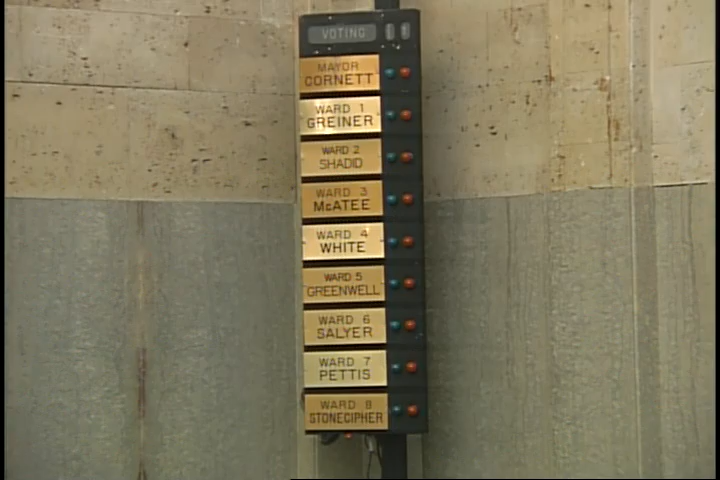 VOTING
MAYOR
CORNETT
WARD 1
GREINER
WARD 2
SHADID
WARD 3
McATEE
WARD 4
WHITE
WARD 5
GREENWELL
WARD 6
SALYER
WARD 7
PETTIS
WARD 8
STONECIPHER